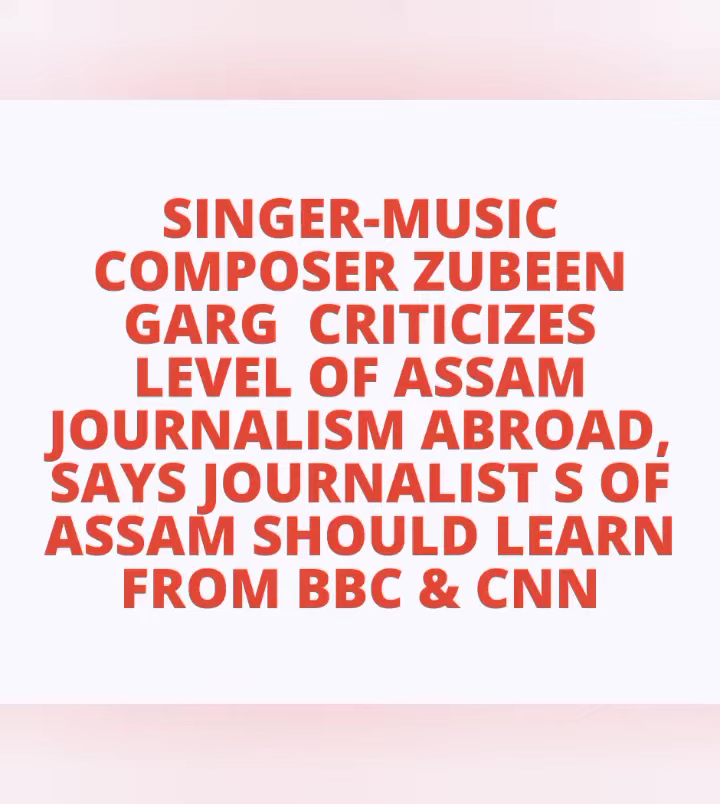 SINGER-MUSIC
COMPOSER ZUBEEN
GARG  CRITICIZES
LEVEL OF ASSAM
JOURNALISM ABROAD,
SAYS JOURNALIST S OF
ASSAM SHOULD LEARN
FROM BBC & CNN